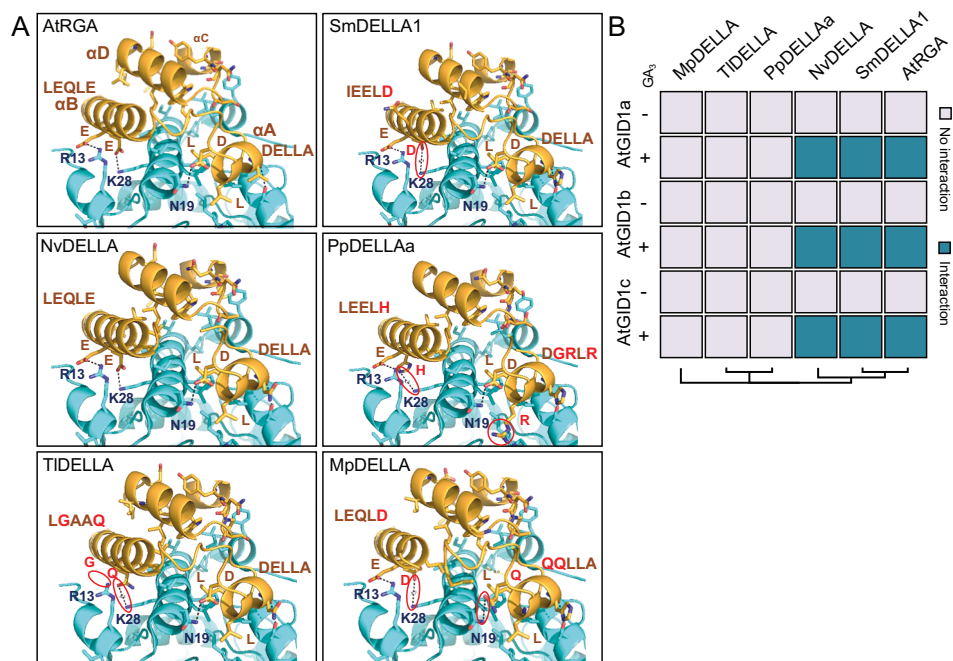 A
AtRGA
αC
αD
LEQLE
αB
αA
E
L
D
DELLA
R13
E
K28
N19
L
SmDELLA1
IEELD
DELLA
E
L
D
R13
D
K28
N19
L
NvDELLA
LEQLE
DELLA
E
E
L
D
R13
K28
N19
L
PpDELLAa
LEELH
DGRLR
E
L
D
R13
H
K28
N19
R
TlDELLA
LGAAQ
DELLA
G
Q
L
D
R13
K28
N19
L
MpDELLA
LEQLD
QQLLA
E
L
Q
R13
D
K28
N19
L
B
GA3
MpDELLA
TlDELLA
PpDELLAa
NvDELLA
SmDELLA1
AtRGA
AtGID1a
-
+
AtGID1b
-
+
AtGID1c
-
+
No interaction
Interaction